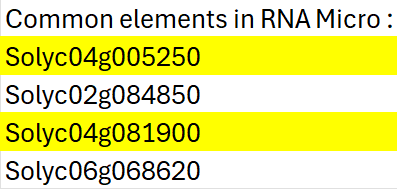 Common elements in RNA Micro :
Solyc04g005250
Solyc02g084850
Solyc04g081900
Solyc06g068620